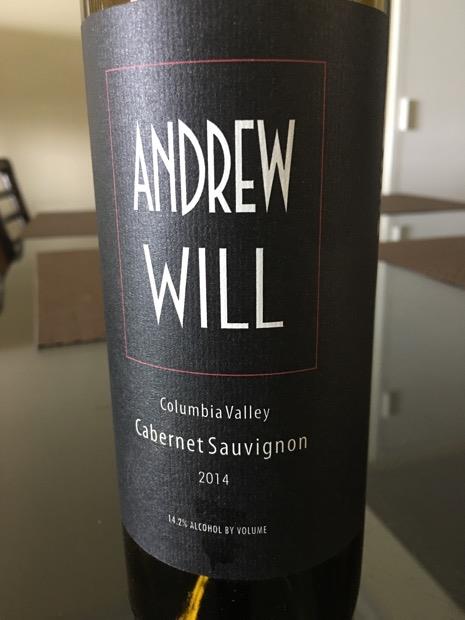 ANDREW
WILL
Columbia Valley
Cabernet Sauvignon
2014
14.2% ALCOHOL BY VOLUME